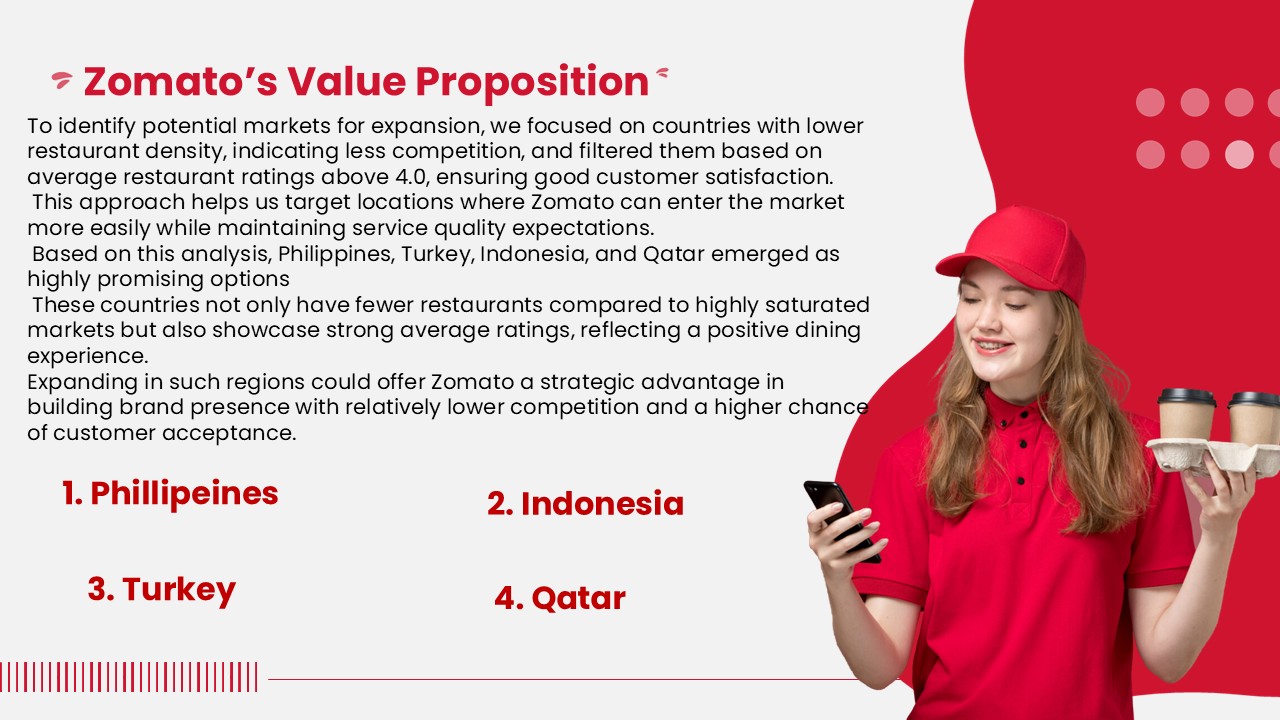 Zomato’s Value Proposition
To identify potential markets for expansion, we focused on countries with lower
restaurant density, indicating less competition, and filtered them based on
average restaurant ratings above 4.0, ensuring good customer satisfaction.
This approach helps us target locations where Zomato can enter the market
more easily while maintaining service quality expectations.
Based on this analysis, Philippines, Turkey, Indonesia, and Qatar emerged as
highly promising options
These countries not only have fewer restaurants compared to highly saturated
markets but also showcase strong average ratings, reflecting a positive dining
experience.
Expanding in such regions could offer Zomato a strategic advantage in
building brand presence with relatively lower competition and a higher chance
of customer acceptance.
1. Phillipeines
2. Indonesia
3. Turkey
4. Qatar